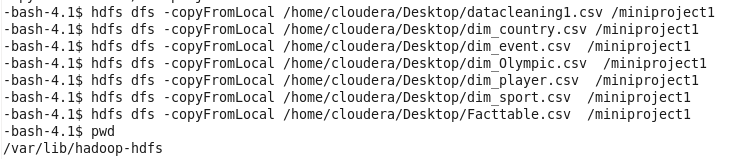 -bash-4.1$ hdfs dfs -copyFromLocal /home/cloudera/Desktop/datacleaning1.csv /miniproject1
-bash-4.1$ hdfs dfs -copyFromLocal /home/cloudera/Desktop/dim_country.csv /miniproject1
-bash-4.1$ hdfs dfs -copyFromLocal /home/cloudera/Desktop/dim_event.csv  /miniproject1
-bash-4.1$ hdfs dfs -copyFromLocal /home/cloudera/Desktop/dim_Olympic.csv  /miniproject1
-bash-4.1$ hdfs dfs -copyFromLocal /home/cloudera/Desktop/dim_player.csv  /miniproject1
-bash-4.1$ hdfs dfs -copyFromLocal /home/cloudera/Desktop/dim_sport.csv  /miniproject1
-bash-4.1$ hdfs dfs -copyFromLocal /home/cloudera/Desktop/Facttable.csv  /miniproject1
-bash-4.1$ pwd
/var/lib/hadoop-hdfs